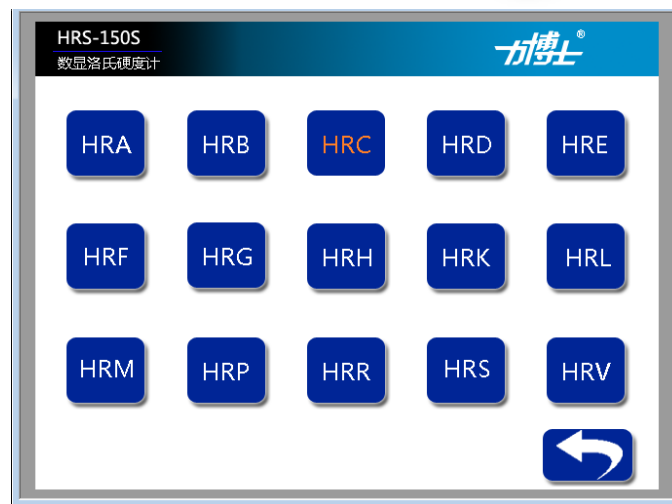 HRS-150S
力博士®
数显洛氏硬度计
HRA HRB HRC HRD HRE
HRF HRG HRH HRK HRL
HRM HRP HRR HRS HRV